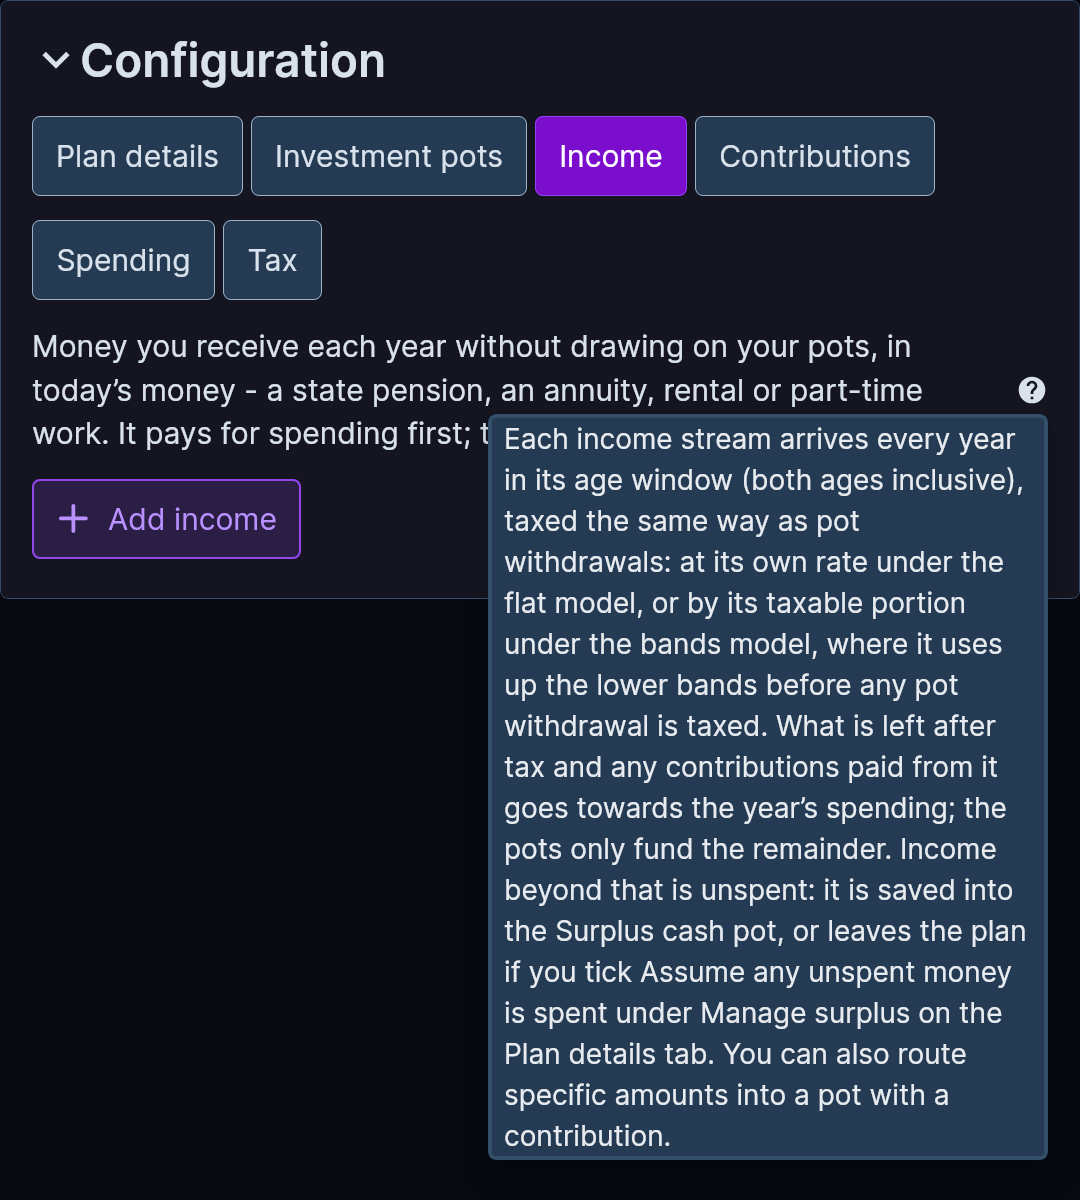 Configuration
Plan details
Investment pots
Income
Contributions
Spending
Tax
Money you receive each year without drawing on your pots, in
today’s money - a state pension, an annuity, rental or part-time
work. It pays for spending first;
Add income
Each income stream arrives every year
in its age window (both ages inclusive),
taxed the same way as pot
withdrawals: at its own rate under the
flat model, or by its taxable portion
under the bands model, where it uses
up the lower bands before any pot
withdrawal is taxed. What is left after
tax and any contributions paid from it
goes towards the year’s spending; the
pots only fund the remainder. Income
beyond that is unspent: it is saved into
the Surplus cash pot, or leaves the plan
if you tick Assume any unspent money
is spent under Manage surplus on the
Plan details tab. You can also route
specific amounts into a pot with a
contribution.